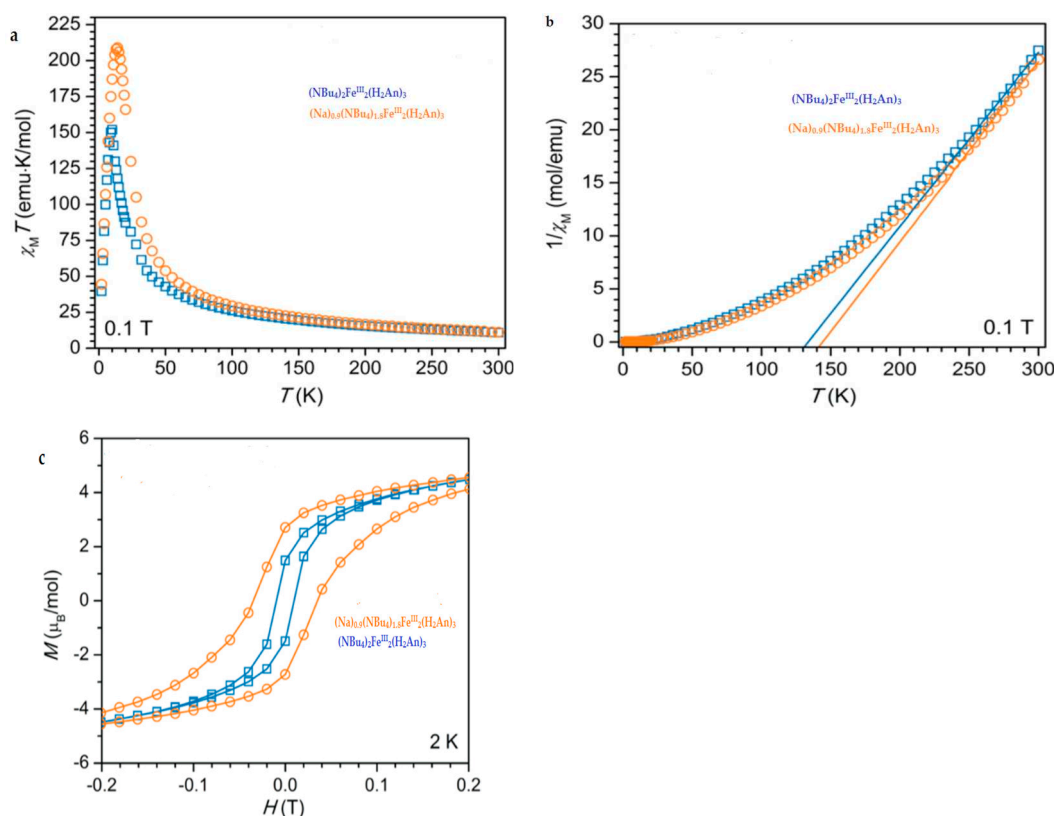 a
225
200
175
150
125
100
75
50
25
0
χMT (emu·K/mol)
(NBu₄)₂Feᴵᴵᴵ₂(H₂An)₃
(Na)₀.₉(NBu₄)₁.₈Feᴵᴵᴵ₂(H₂An)₃
0.1 T
0 50 100 150 200 250 300
T (K)
b
30
25
20
15
10
5
0
1/χM (mol/emu)
(NBu₄)₂Feᴵᴵᴵ₂(H₂An)₃
(Na)₀.₉(NBu₄)₁.₈Feᴵᴵᴵ₂(H₂An)₃
0.1 T
0 50 100 150 200 250 300
T (K)
c
6
4
2
0
-2
-4
-6
M (μB/mol)
(Na)₀.₉(NBu₄)₁.₈Feᴵᴵᴵ₂(H₂An)₃
(NBu₄)₂Feᴵᴵᴵ₂(H₂An)₃
2 K
-0.2 -0.1 0.0 0.1 0.2
H (T)